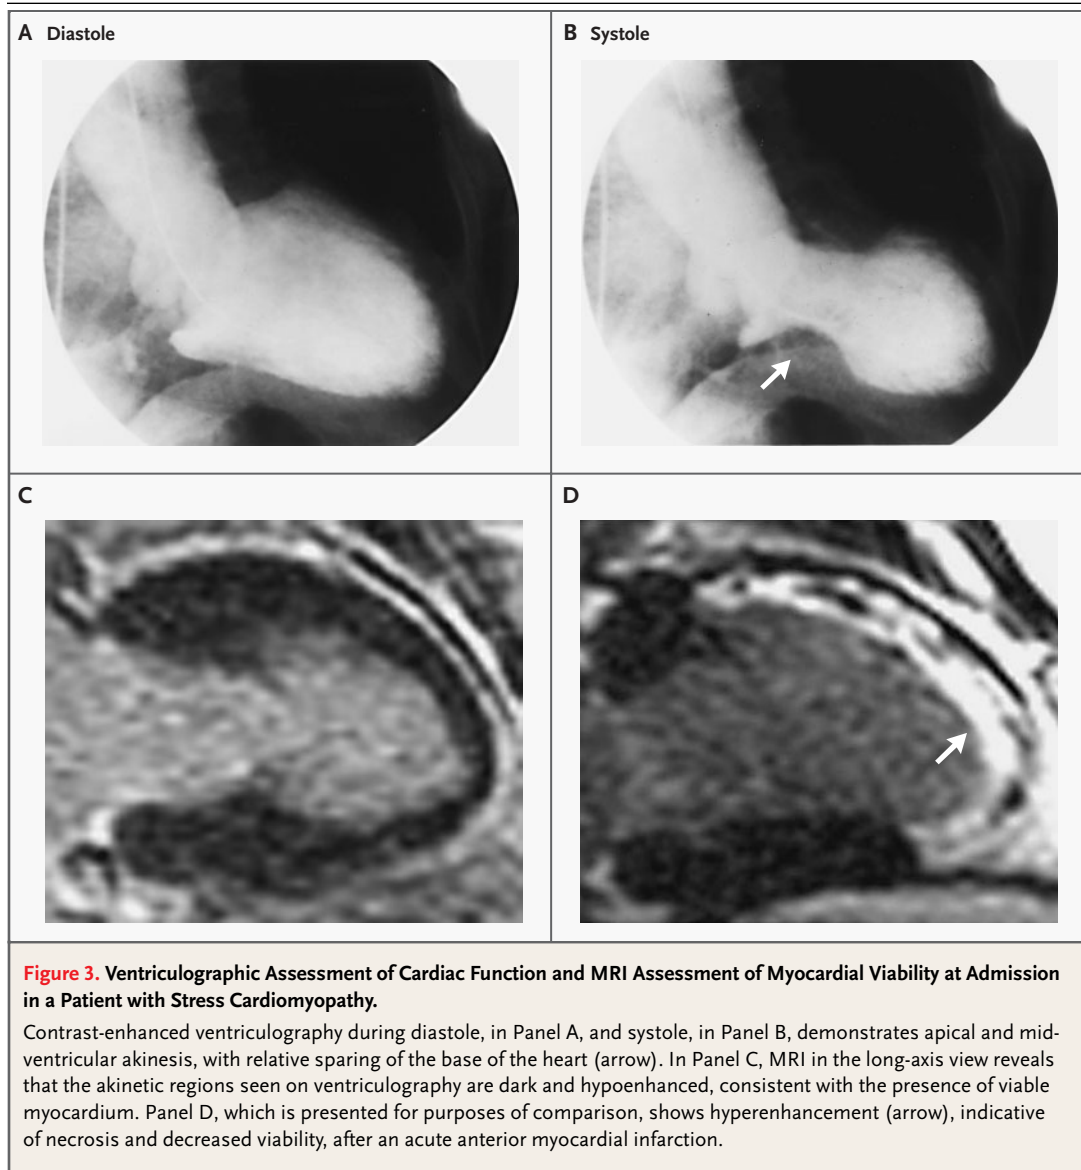 A Diastole
B Systole
C
D
Figure 3. Ventriculographic Assessment of Cardiac Function and MRI Assessment of Myocardial Viability at Admission
in a Patient with Stress Cardiomyopathy.
Contrast-enhanced ventriculography during diastole, in Panel A, and systole, in Panel B, demonstrates apical and mid-
ventricular akinesis, with relative sparing of the base of the heart (arrow). In Panel C, MRI in the long-axis view reveals
that the akinetic regions seen on ventriculography are dark and hypoenhanced, consistent with the presence of viable
myocardium. Panel D, which is presented for purposes of comparison, shows hyperenhancement (arrow), indicative
of necrosis and decreased viability, after an acute anterior myocardial infarction.